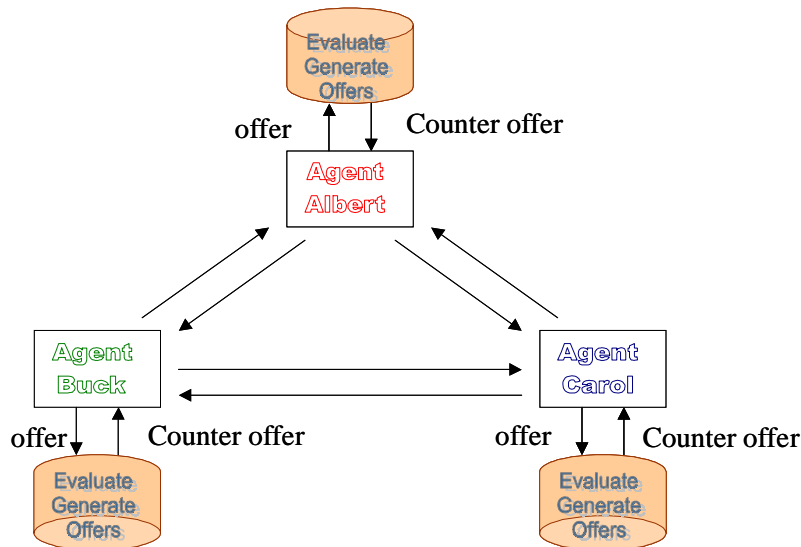 Evaluate
Generate
Offers
offer
Counter offer
Agent
Albert
Agent
Buck
Agent
Carol
offer
Counter offer
offer
Counter offer
Evaluate
Generate
Offers
Evaluate
Generate
Offers